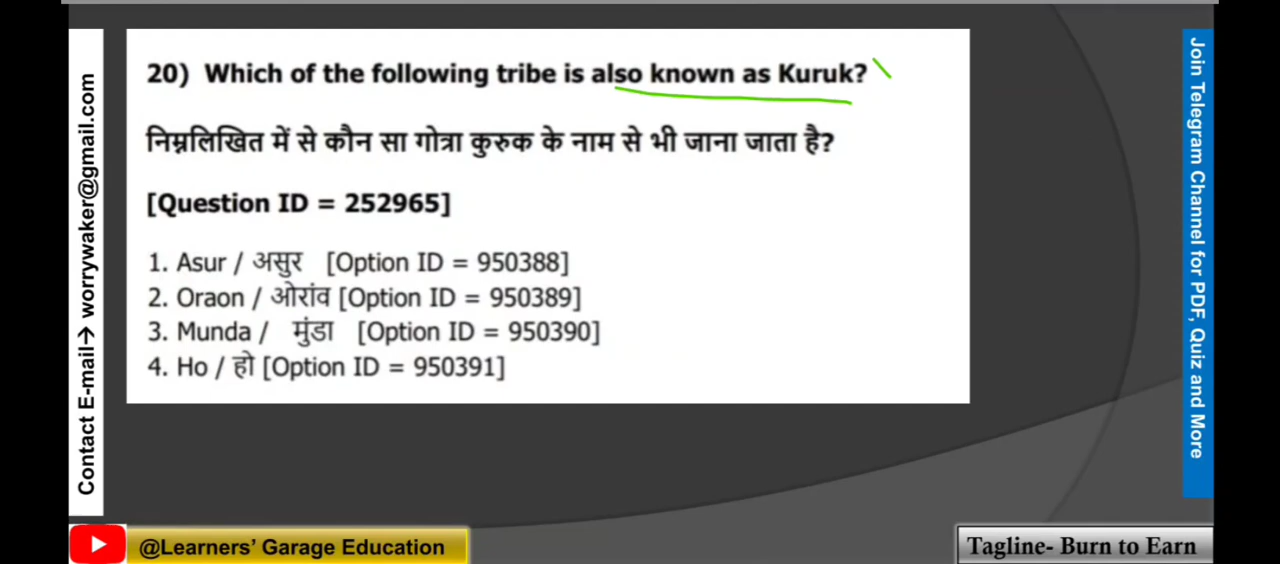 Contact E-mail→ worrywaker@gmail.com
20) Which of the following tribe is also known as Kuruk?
निम्नलिखित में से कौन सा गोत्रा कुरुक के नाम से भी जाना जाता है?
[Question ID = 252965]
1. Asur / असुर [Option ID = 950388]
2. Oraon / ओरांव [Option ID = 950389]
3. Munda / मुंडा [Option ID = 950390]
4. Ho / हो [Option ID = 950391]
Join Telegram Channel for PDF, Quiz and More
@Learners’ Garage Education
Tagline- Burn to Earn